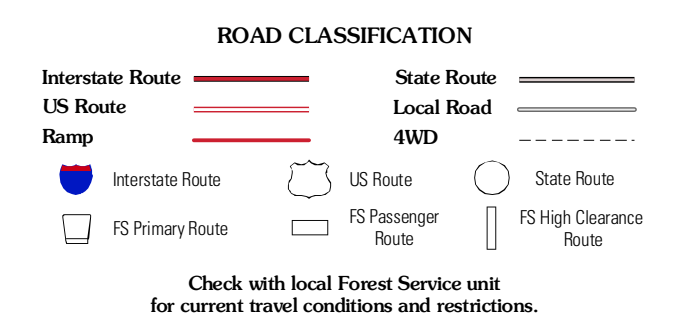 ROAD CLASSIFICATION
Interstate Route
State Route
US Route
Local Road
Ramp
4WD
Interstate Route
US Route
State Route
FS Primary Route
FS Passenger
Route
FS High Clearance
Route
Check with local Forest Service unit
for current travel conditions and restrictions.